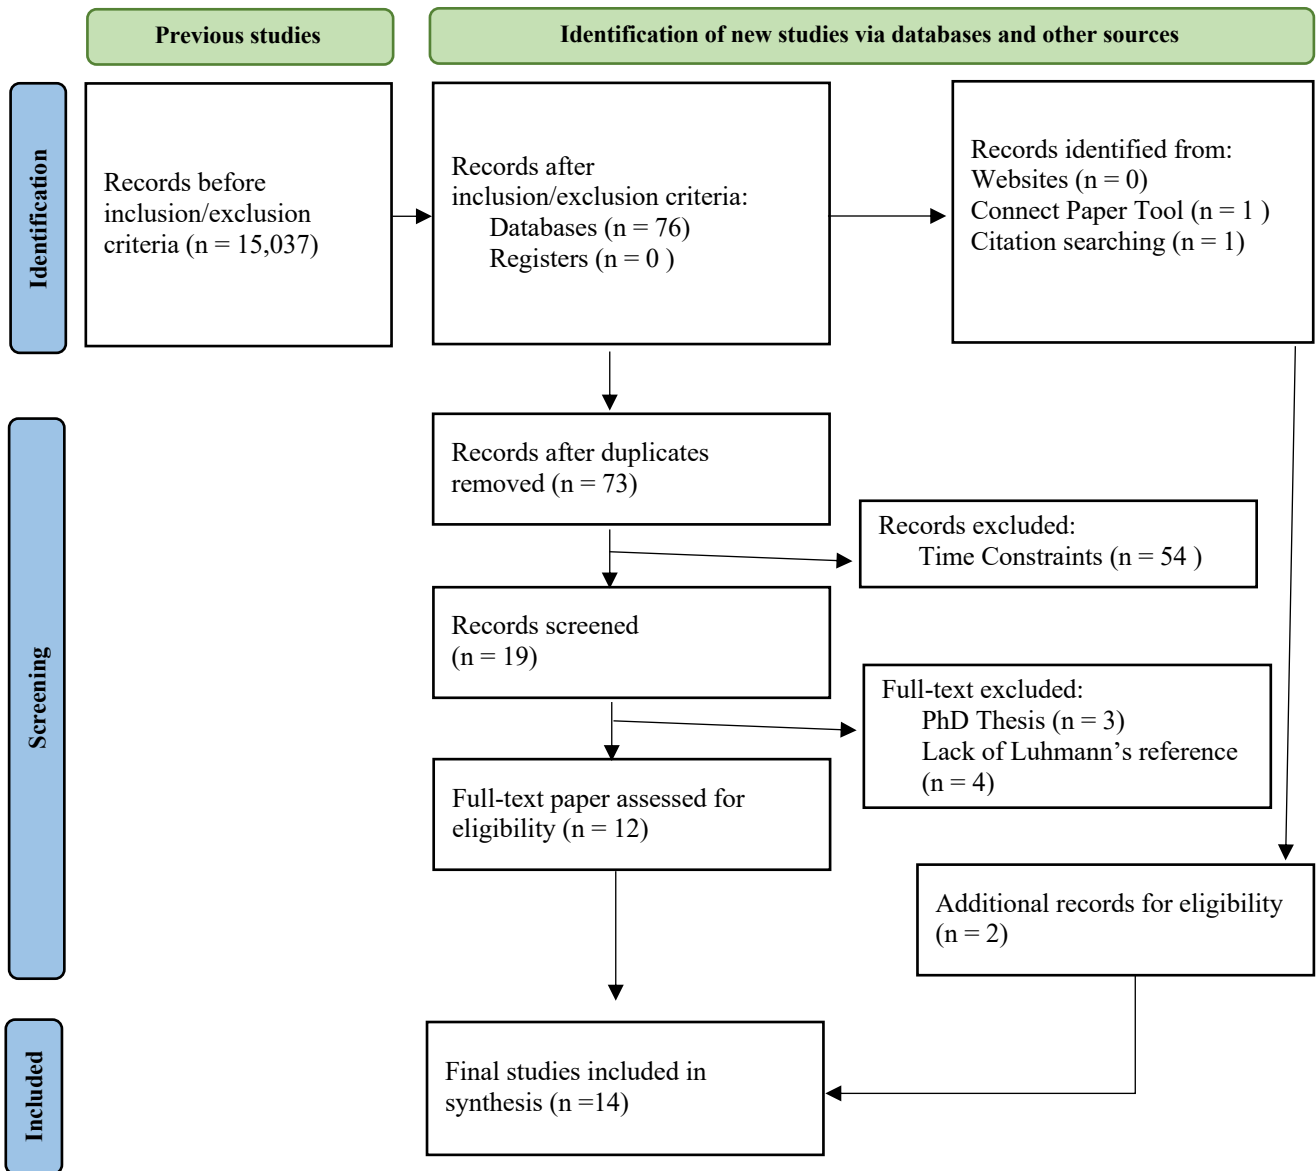 Previous studies
Identification of new studies via databases and other sources
Identification
Records before
inclusion/exclusion
criteria (n = 15,037)
Records after
inclusion/exclusion criteria:
Databases (n = 76)
Registers (n = 0 )
Records identified from:
Websites (n = 0)
Connect Paper Tool (n = 1 )
Citation searching (n = 1)
Screening
Records after duplicates
removed (n = 73)
Records excluded:
Time Constraints (n = 54 )
Records screened
(n = 19)
Full-text excluded:
PhD Thesis (n = 3)
Lack of Luhmann’s reference
(n = 4)
Full-text paper assessed for
eligibility (n = 12)
Additional records for eligibility
(n = 2)
Included
Final studies included in
synthesis (n =14)